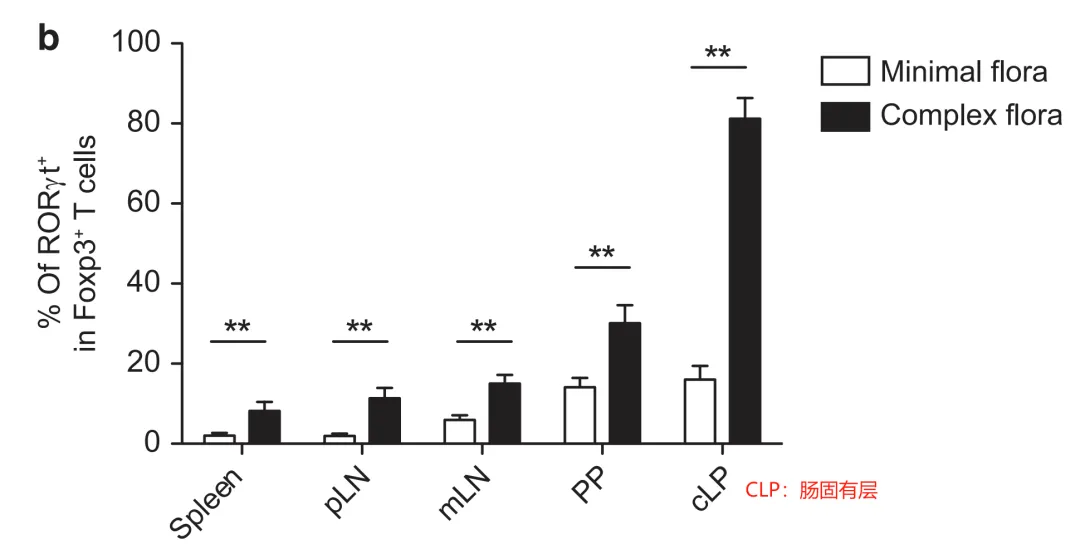 b
% Of RORγt⁺
in Foxp3⁺ T cells
100
80
60
40
20
0
**
**
**
**
**
Minimal flora
Complex flora
Spleen
pLN
mLN
PP
cLP
CLP：肠固有层